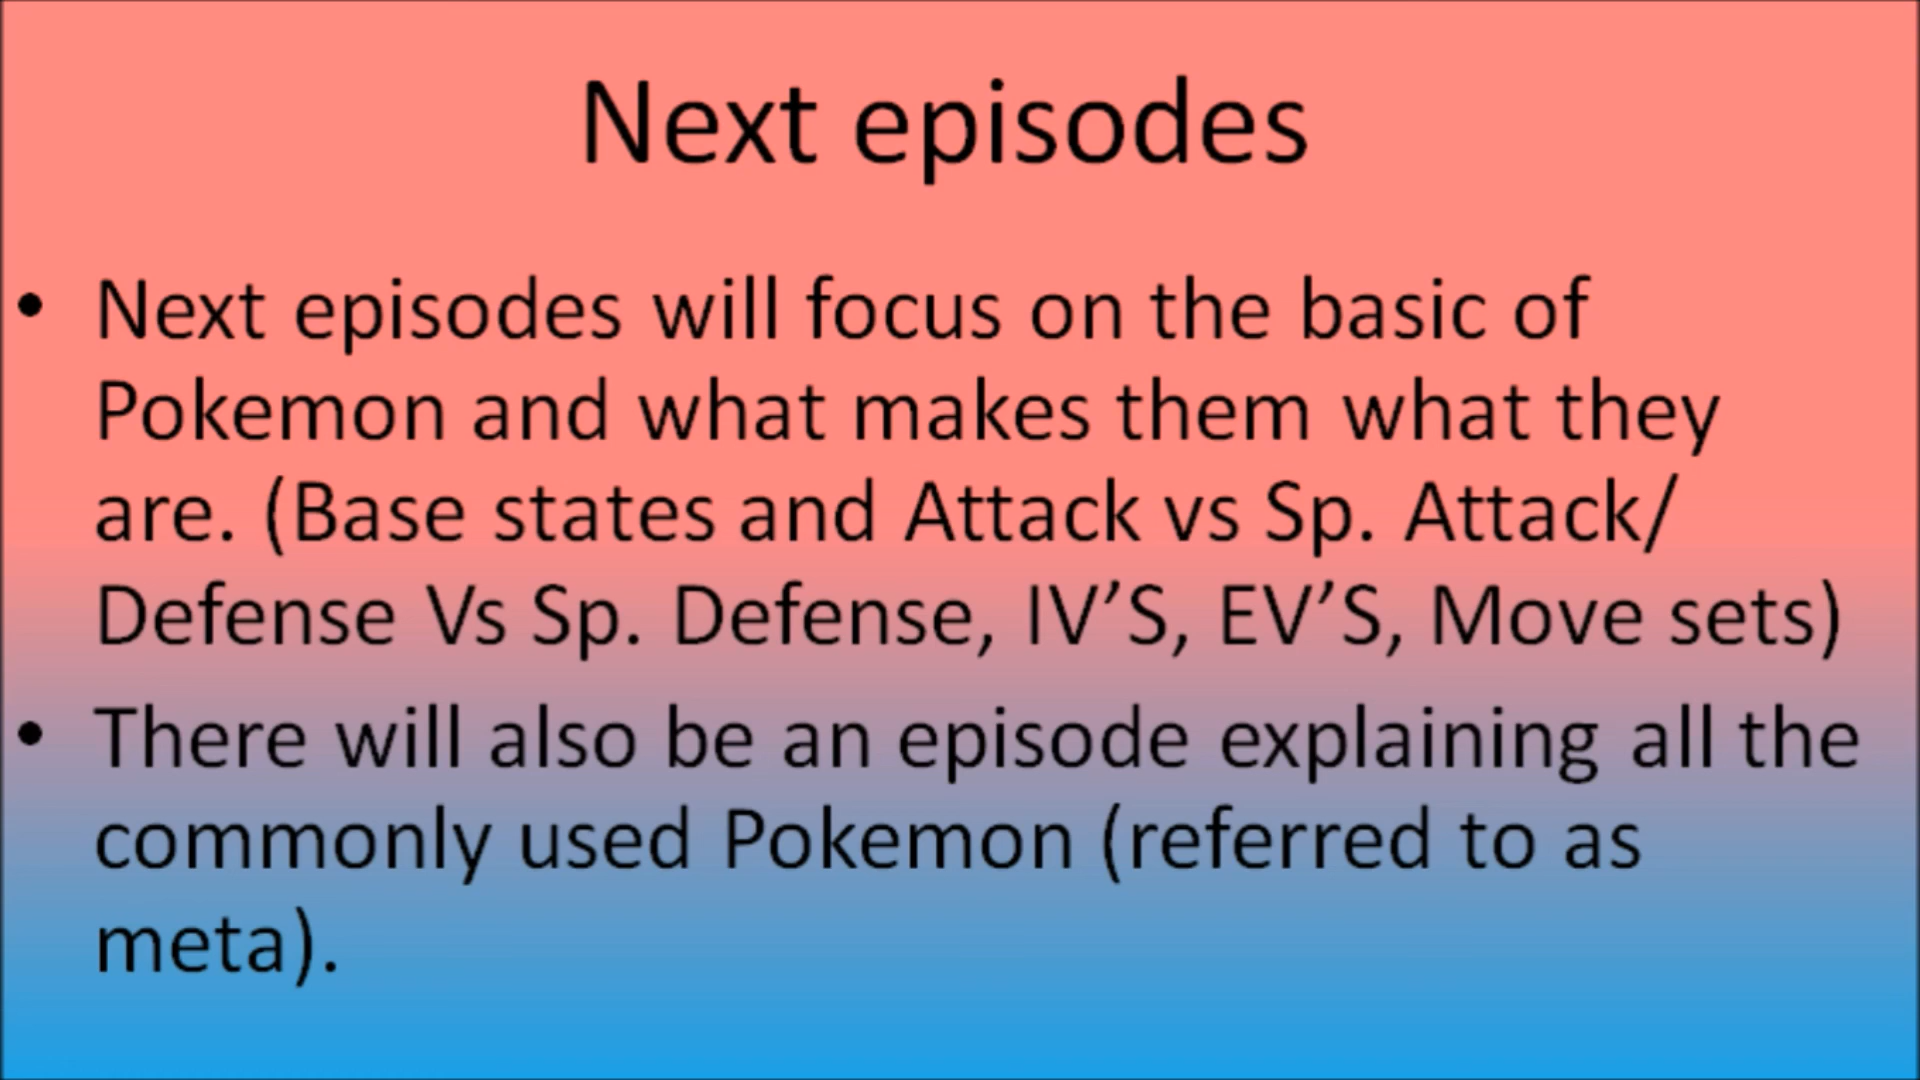 Next episodes
• Next episodes will focus on the basic of
Pokemon and what makes them what they
are. (Base states and Attack vs Sp. Attack/
Defense Vs Sp. Defense, IV’S, EV’S, Move sets)
• There will also be an episode explaining all the
commonly used Pokemon (referred to as
meta).